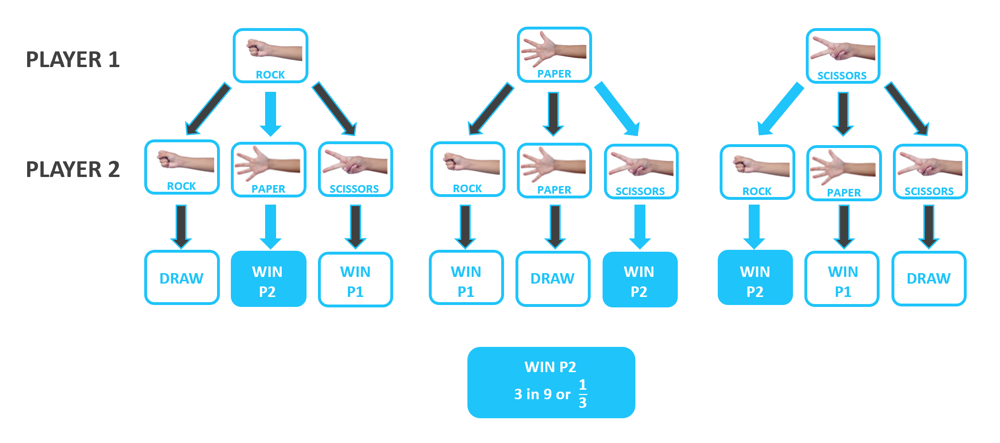 PLAYER 1
ROCK
PAPER
SCISSORS
PLAYER 2
ROCK
PAPER
SCISSORS
ROCK
PAPER
SCISSORS
ROCK
PAPER
SCISSORS
DRAW
WIN
P2
WIN
P1
WIN
P1
DRAW
WIN
P2
WIN
P2
WIN
P1
DRAW
WIN P2
3 in 9 or 1/3